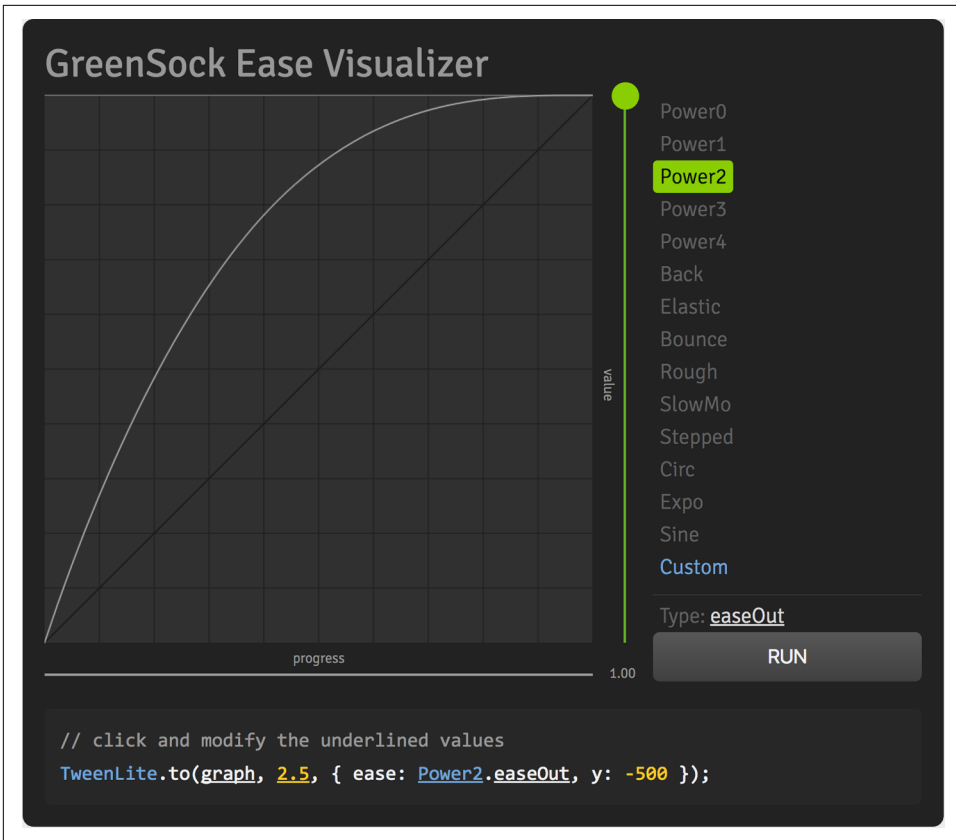 GreenSock Ease Visualizer
Power0
Power1
Power2
Power3
Power4
Back
Elastic
Bounce
Rough
SlowMo
Stepped
Circ
Expo
Sine
Custom
value
Type: easeOut
progress
1.00
RUN
// click and modify the underlined values
TweenLite.to(graph, 2.5, { ease: Power2.easeOut, y: -500 });